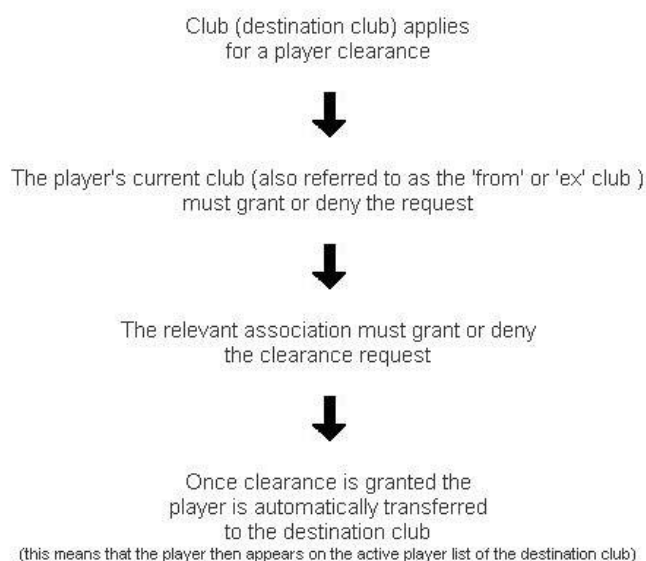 Club (destination club) applies
for a player clearance
The player's current club (also referred to as the 'from' or 'ex' club )
must grant or deny the request
The relevant association must grant or deny
the clearance request
Once clearance is granted the
player is automatically transferred
to the destination club
(this means that the player then appears on the active player list of the destination club)